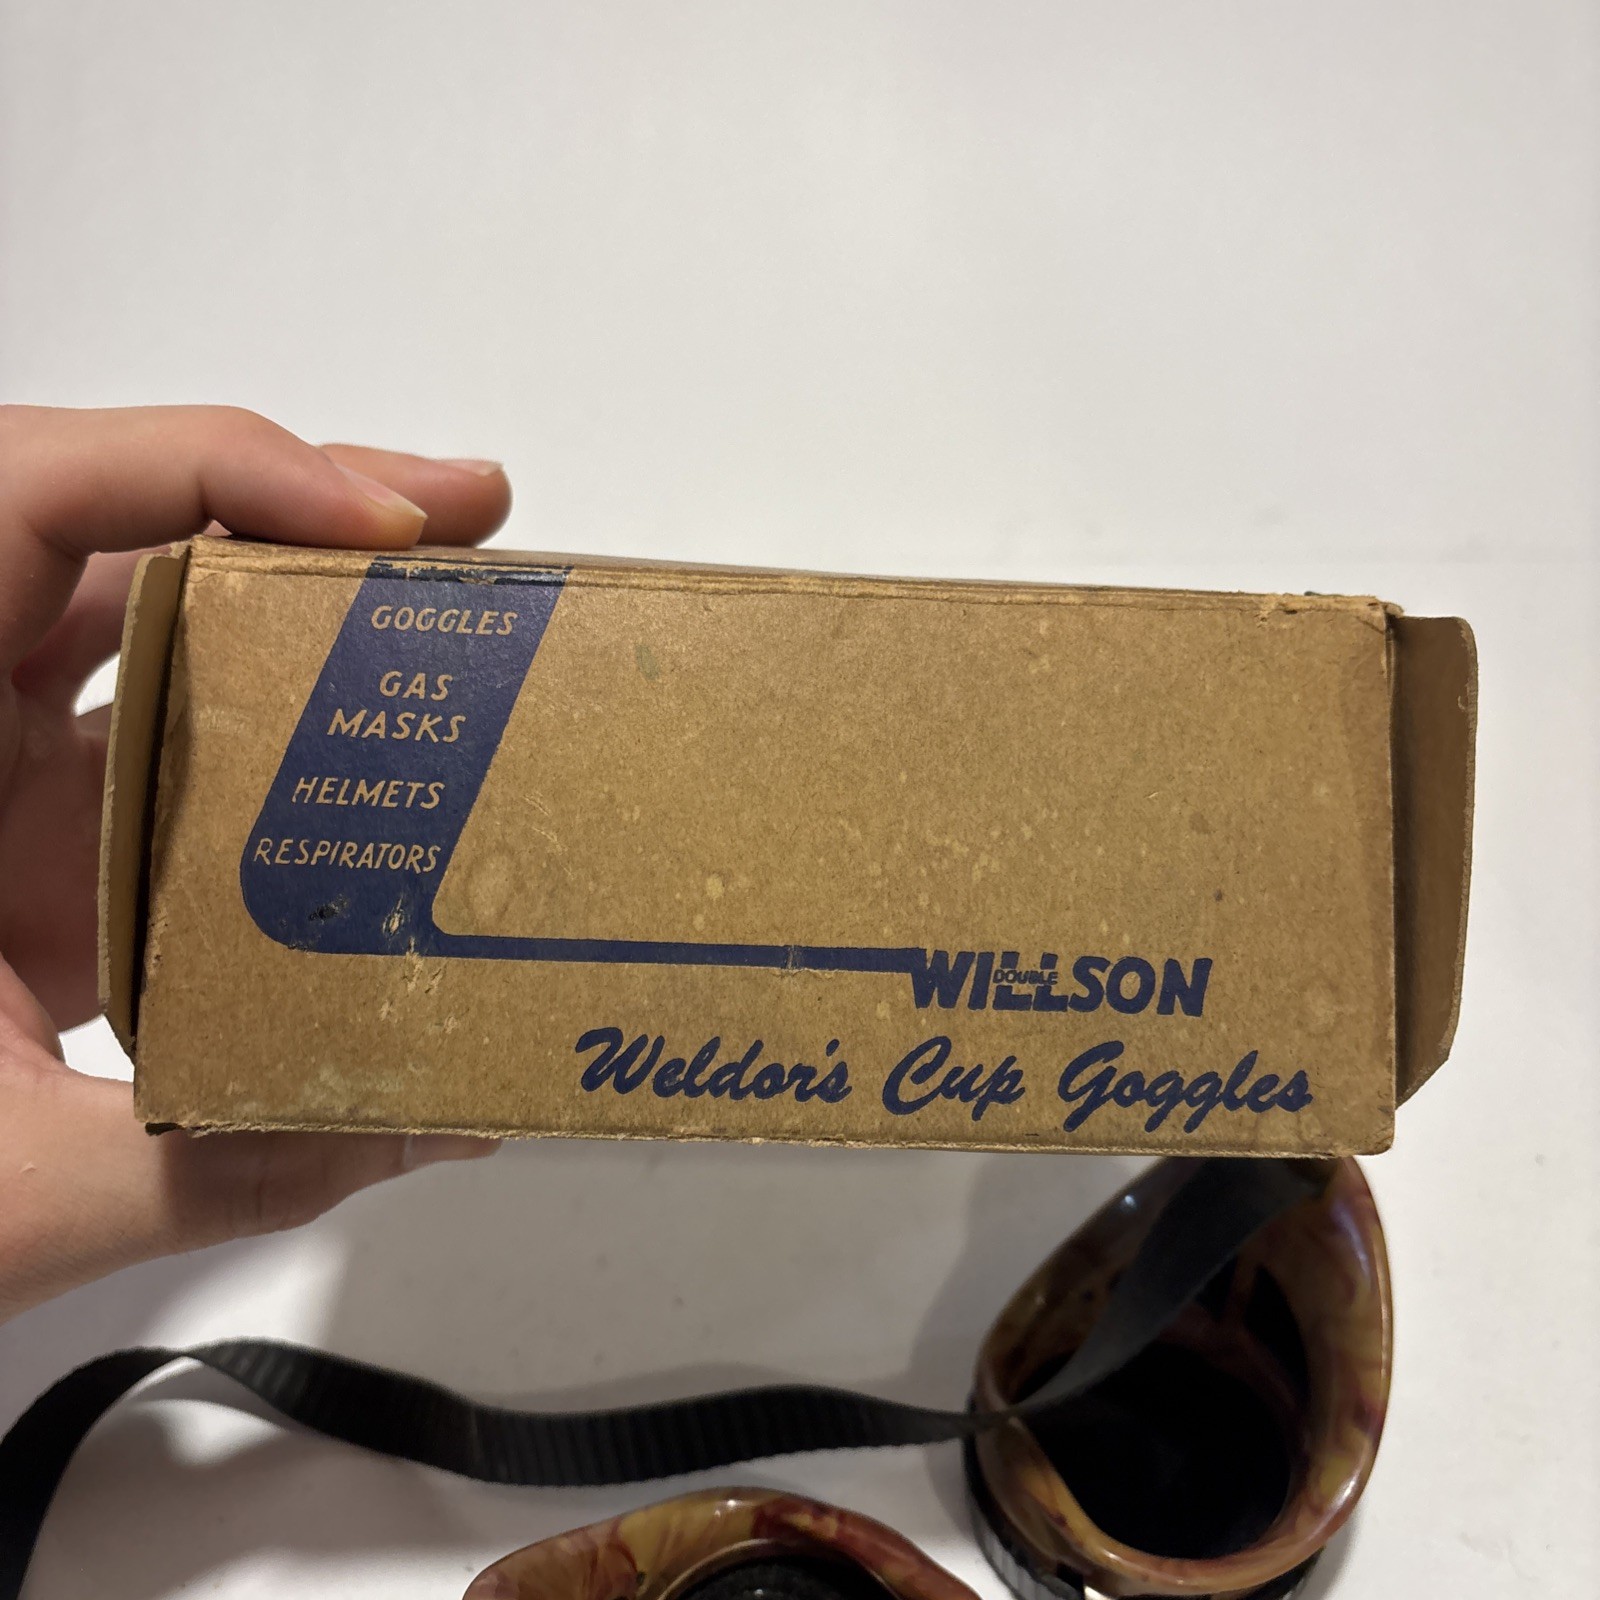 GOGGLES
GAS
MASKS
HELMETS
RESPIRATORS
WILLSON
DOUBLE
Weldor's Cup Goggles